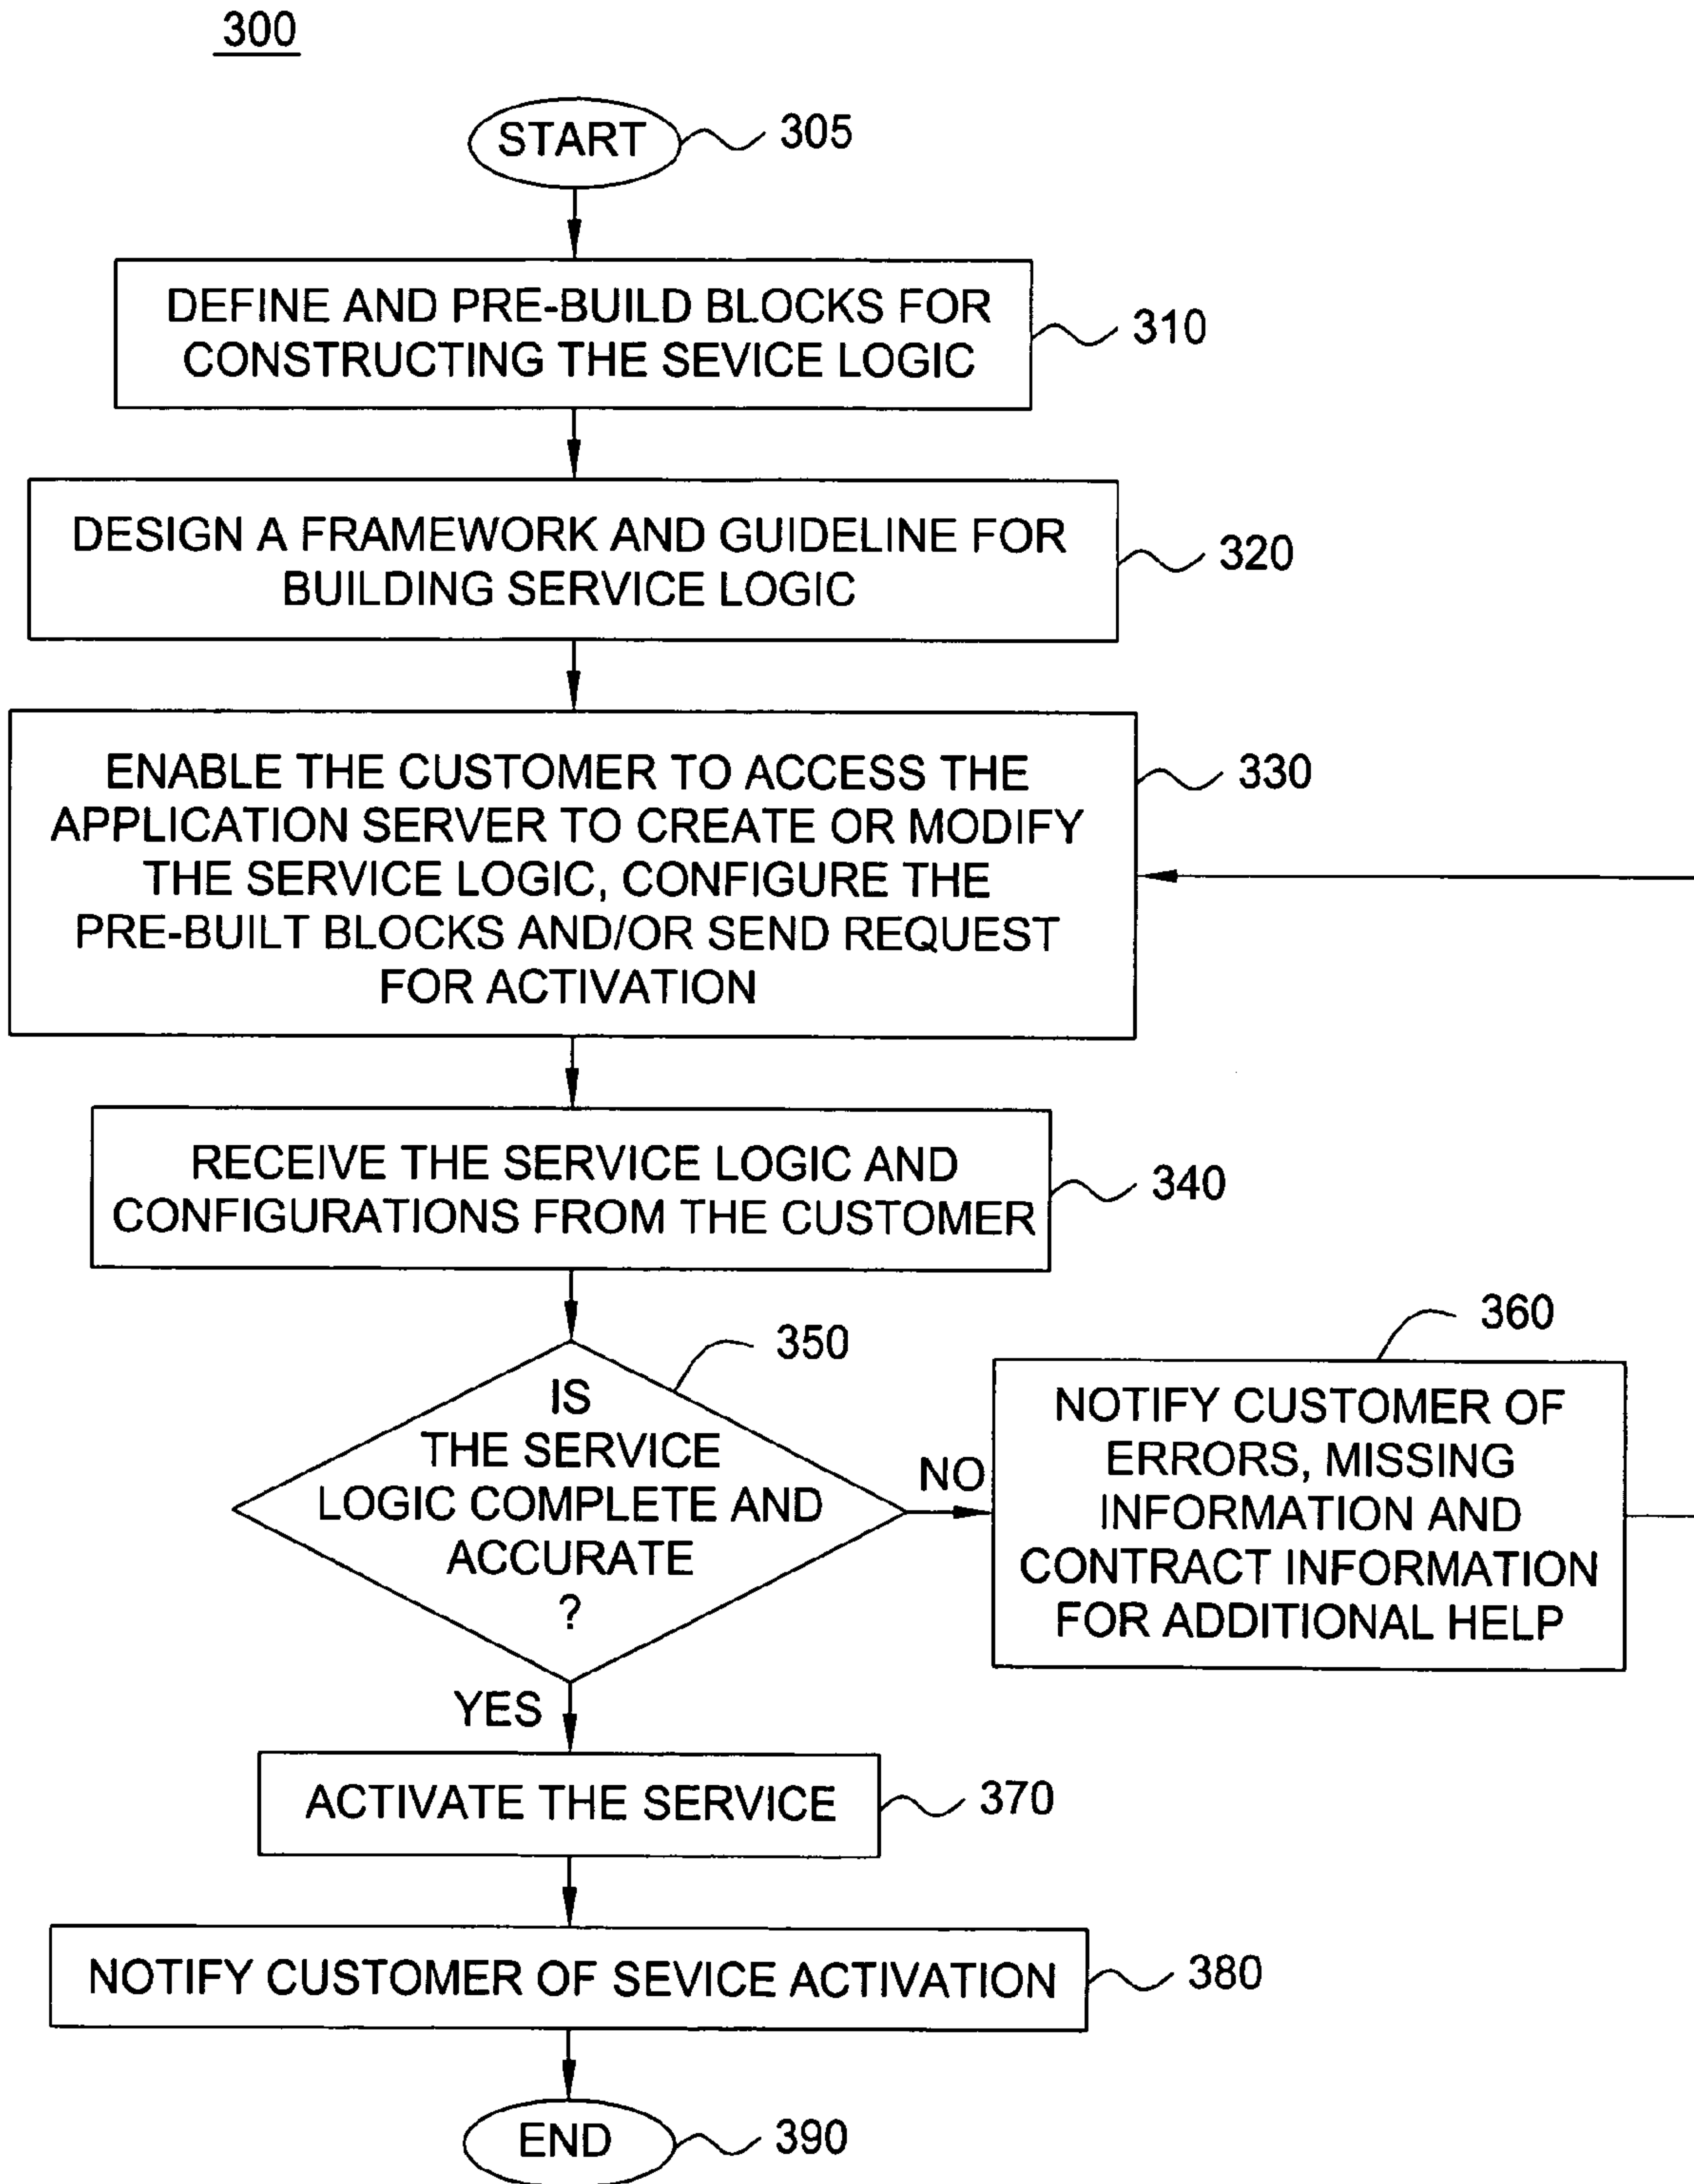 300
START
305
DEFINE AND PRE-BUILD BLOCKS FOR
CONSTRUCTING THE SEVICE LOGIC
310
DESIGN A FRAMEWORK AND GUIDELINE FOR
BUILDING SERVICE LOGIC
320
ENABLE THE CUSTOMER TO ACCESS THE
APPLICATION SERVER TO CREATE OR MODIFY
THE SERVICE LOGIC, CONFIGURE THE
PRE-BUILT BLOCKS AND/OR SEND REQUEST
FOR ACTIVATION
330
RECEIVE THE SERVICE LOGIC AND
CONFIGURATIONS FROM THE CUSTOMER
340
IS
THE SERVICE
LOGIC COMPLETE AND
ACCURATE
?
350
NO
360
NOTIFY CUSTOMER OF
ERRORS, MISSING
INFORMATION AND
CONTRACT INFORMATION
FOR ADDITIONAL HELP
YES
ACTIVATE THE SERVICE
370
NOTIFY CUSTOMER OF SEVICE ACTIVATION
380
END
390